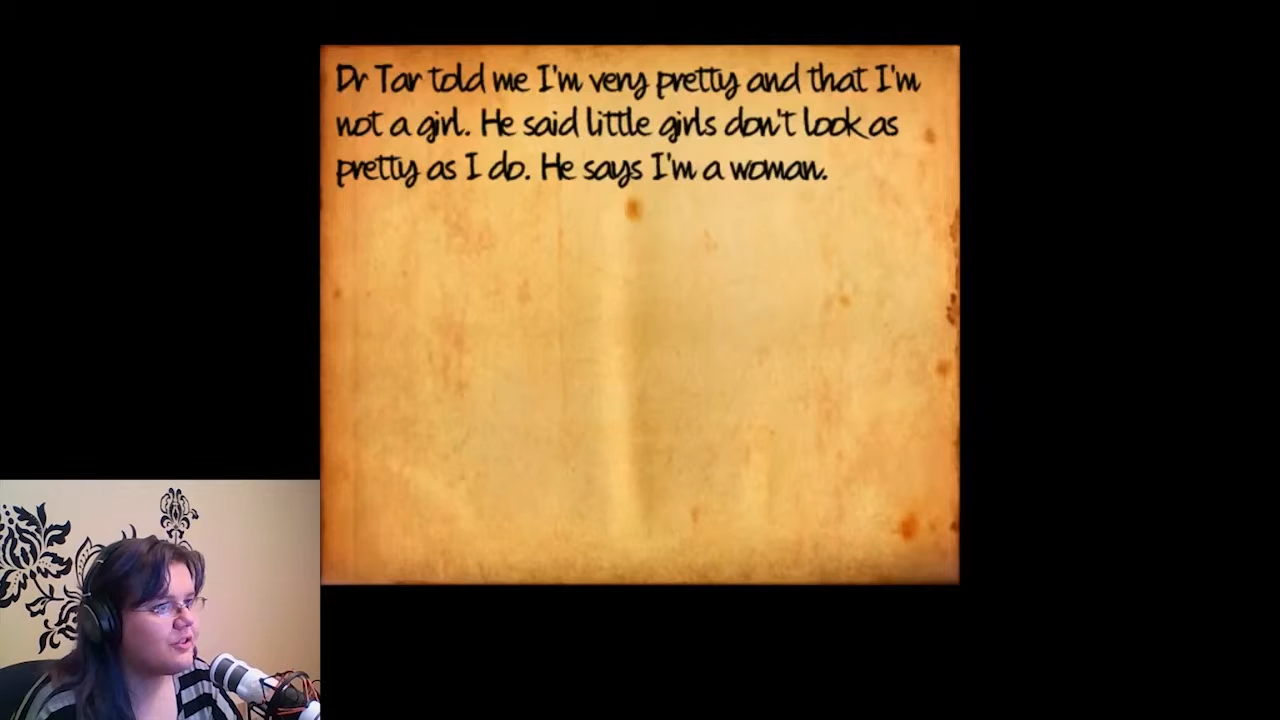 Dr Tar told me I'm very pretty and that I'm
not a girl. He said little girls don't look as
pretty as I do. He says I'm a woman.